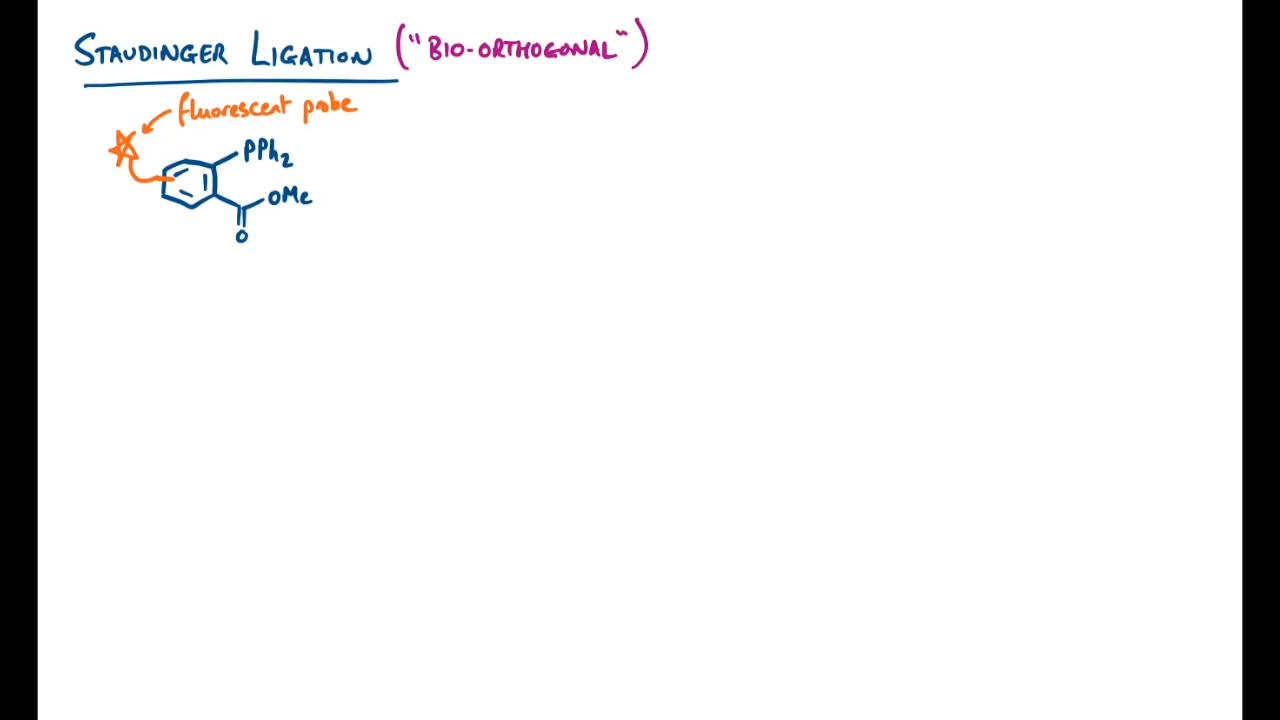 STAUDINGER LIGATION ("BIO-ORTHOGONAL")
fluorescent probe
PPh2
OMe
O